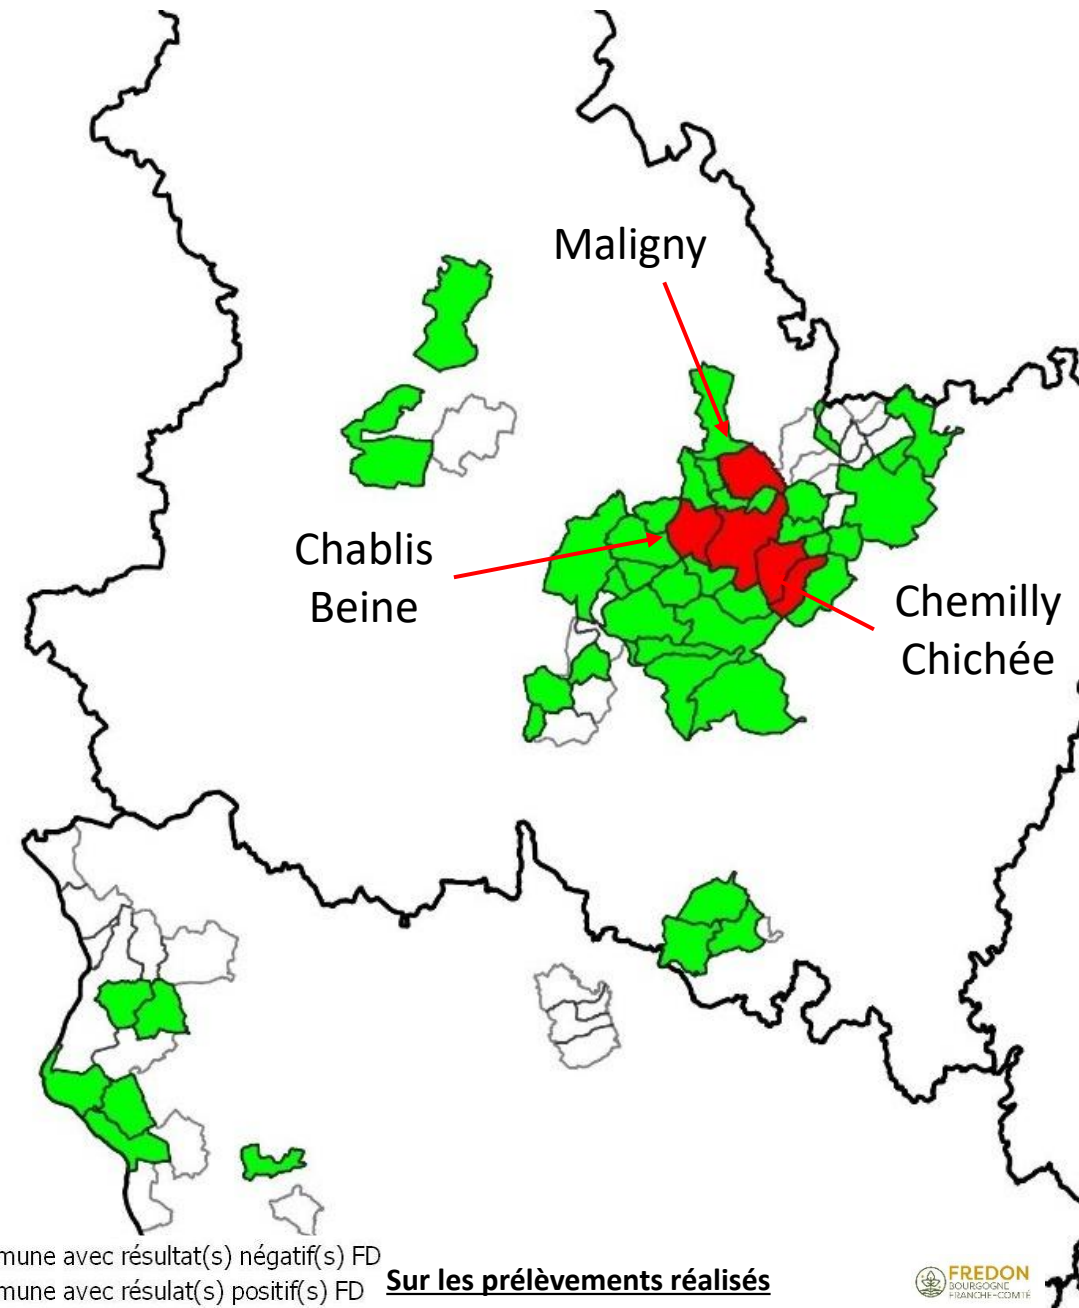 Maligny
Chablis
Beine
Chemilly
Chichée
mune avec résultat(s) négatif(s) FD
mune avec résulat(s) positif(s) FD
Sur les prélèvements réalisés
FREDON
BOURGOGNE
FRANCHE-COMTÉ